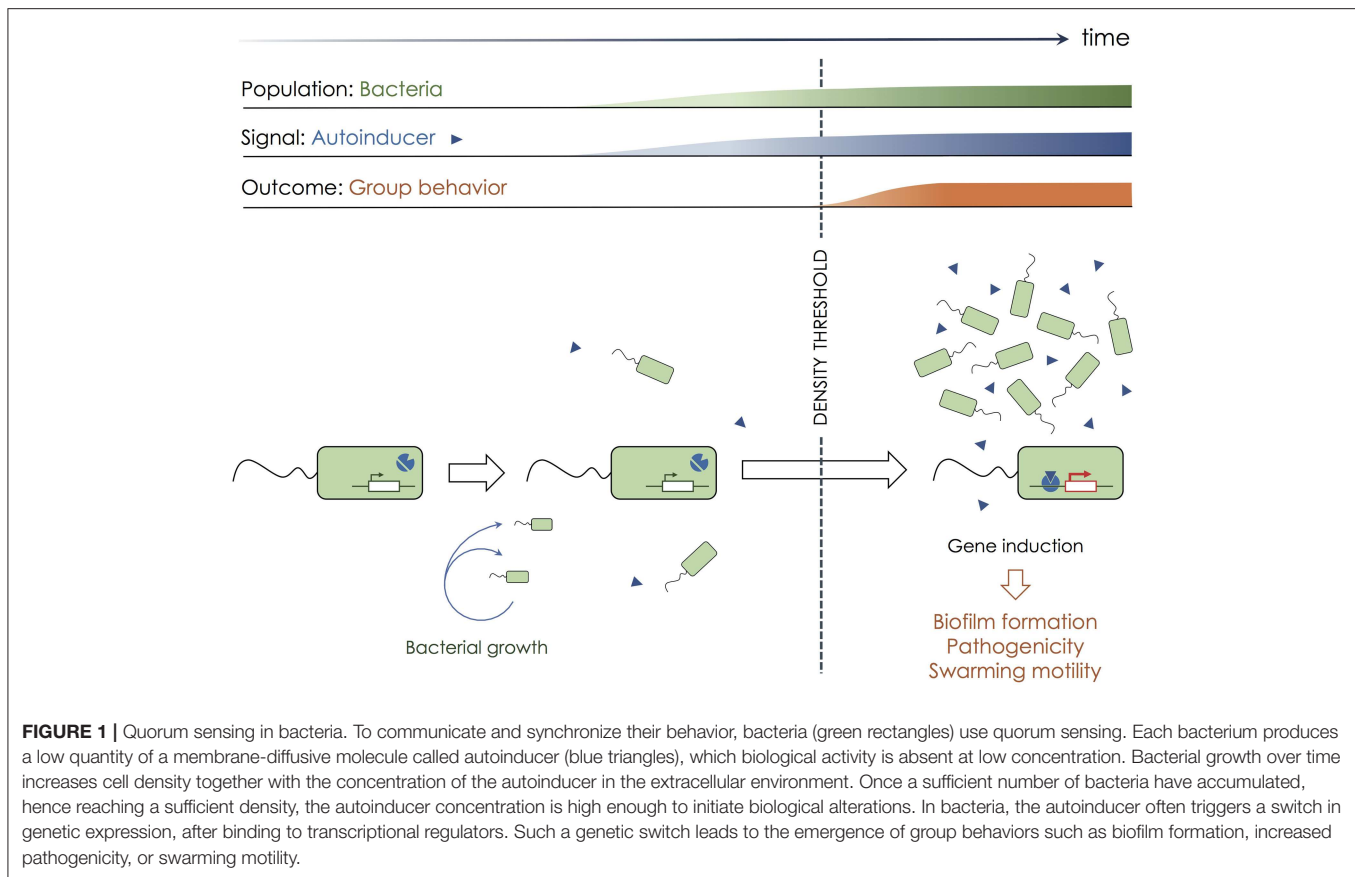 time
Population: Bacteria
Signal: Autoinducer
Outcome: Group behavior
DENSITY THRESHOLD
Bacterial growth
Gene induction
Biofilm formation
Pathogenicity
Swarming motility
FIGURE 1 | Quorum sensing in bacteria. To communicate and synchronize their behavior, bacteria (green rectangles) use quorum sensing. Each bacterium produces
a low quantity of a membrane-diffusive molecule called autoinducer (blue triangles), which biological activity is absent at low concentration. Bacterial growth over time
increases cell density together with the concentration of the autoinducer in the extracellular environment. Once a sufficient number of bacteria have accumulated,
hence reaching a sufficient density, the autoinducer concentration is high enough to initiate biological alterations. In bacteria, the autoinducer often triggers a switch in
genetic expression, after binding to transcriptional regulators. Such a genetic switch leads to the emergence of group behaviors such as biofilm formation, increased
pathogenicity, or swarming motility.